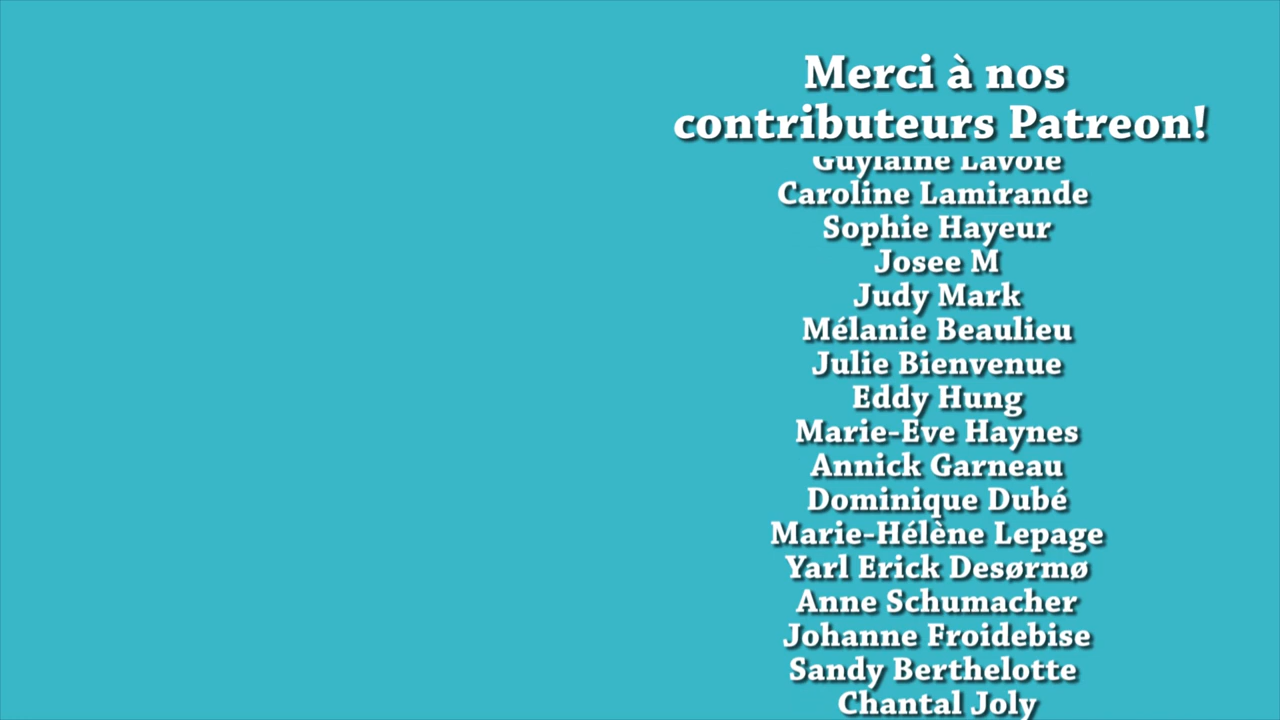 Merci à nos
contributeurs Patreon!
Guylaine Lavoie
Caroline Lamirande
Sophie Hayeur
Josee M
Judy Mark
Mélanie Beaulieu
Julie Bienvenue
Eddy Hung
Marie-Eve Haynes
Annick Garneau
Dominique Dubé
Marie-Hélène Lepage
Yarl Erick Desørmø
Anne Schumacher
Johanne Froidebise
Sandy Berthelotte
Chantal Joly